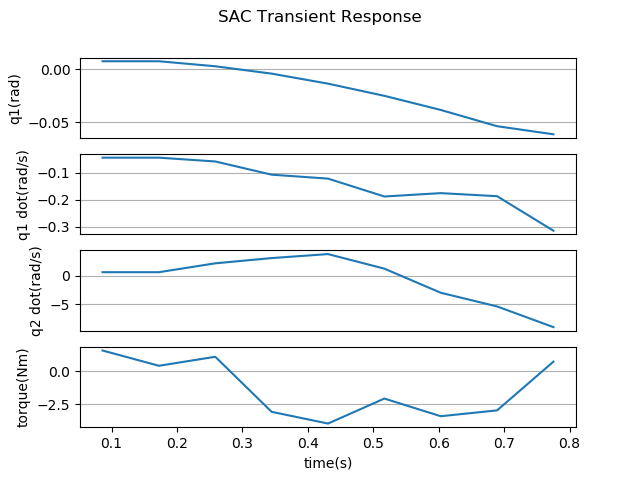 SAC Transient Response
q1(rad)
0.00
−0.05
q1 dot(rad/s)
−0.1
−0.2
−0.3
q2 dot(rad/s)
0
−5
torque(Nm)
0.0
−2.5
0.1 0.2 0.3 0.4 0.5 0.6 0.7 0.8
time(s)